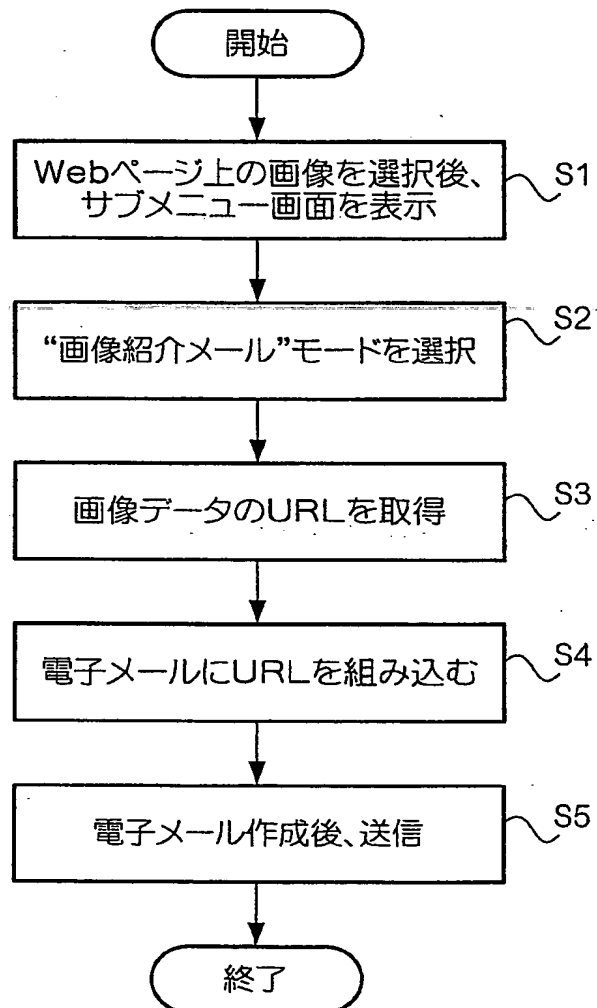 開始
Webページ上の画像を選択後、
サブメニュー画面を表示
S1
“画像紹介メール”モードを選択
S2
画像データのURLを取得
S3
電子メールにURLを組み込む
S4
電子メール作成後、送信
S5
終了